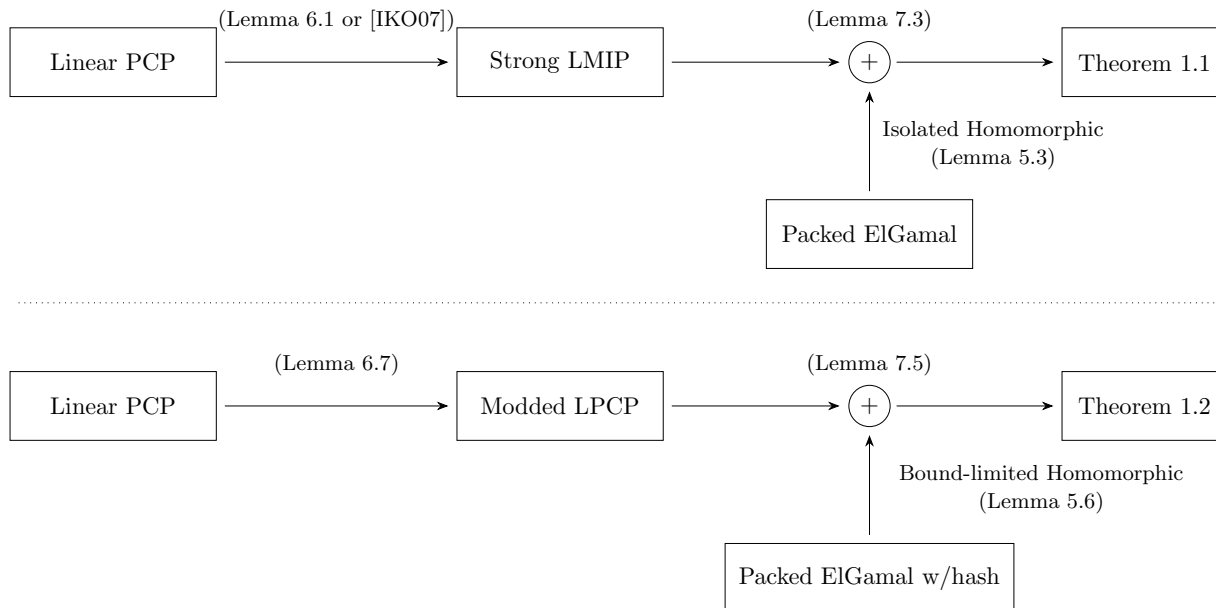 (Lemma 6.1 or [IKO07])
(Lemma 7.3)
Linear PCP
Strong LMIP
+
Theorem 1.1
Isolated Homomorphic
(Lemma 5.3)
Packed ElGamal
(Lemma 6.7)
(Lemma 7.5)
Linear PCP
Modded LPCP
+
Theorem 1.2
Bound-limited Homomorphic
(Lemma 5.6)
Packed ElGamal w/hash